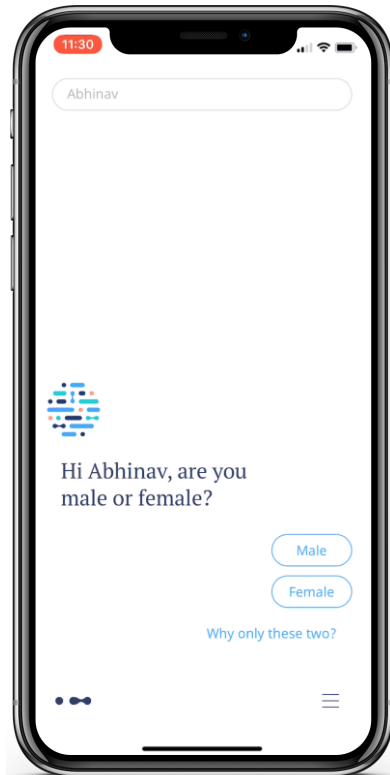 11:30
Abhinav
Hi Abhinav, are you
male or female?
Male
Female
Why only these two?